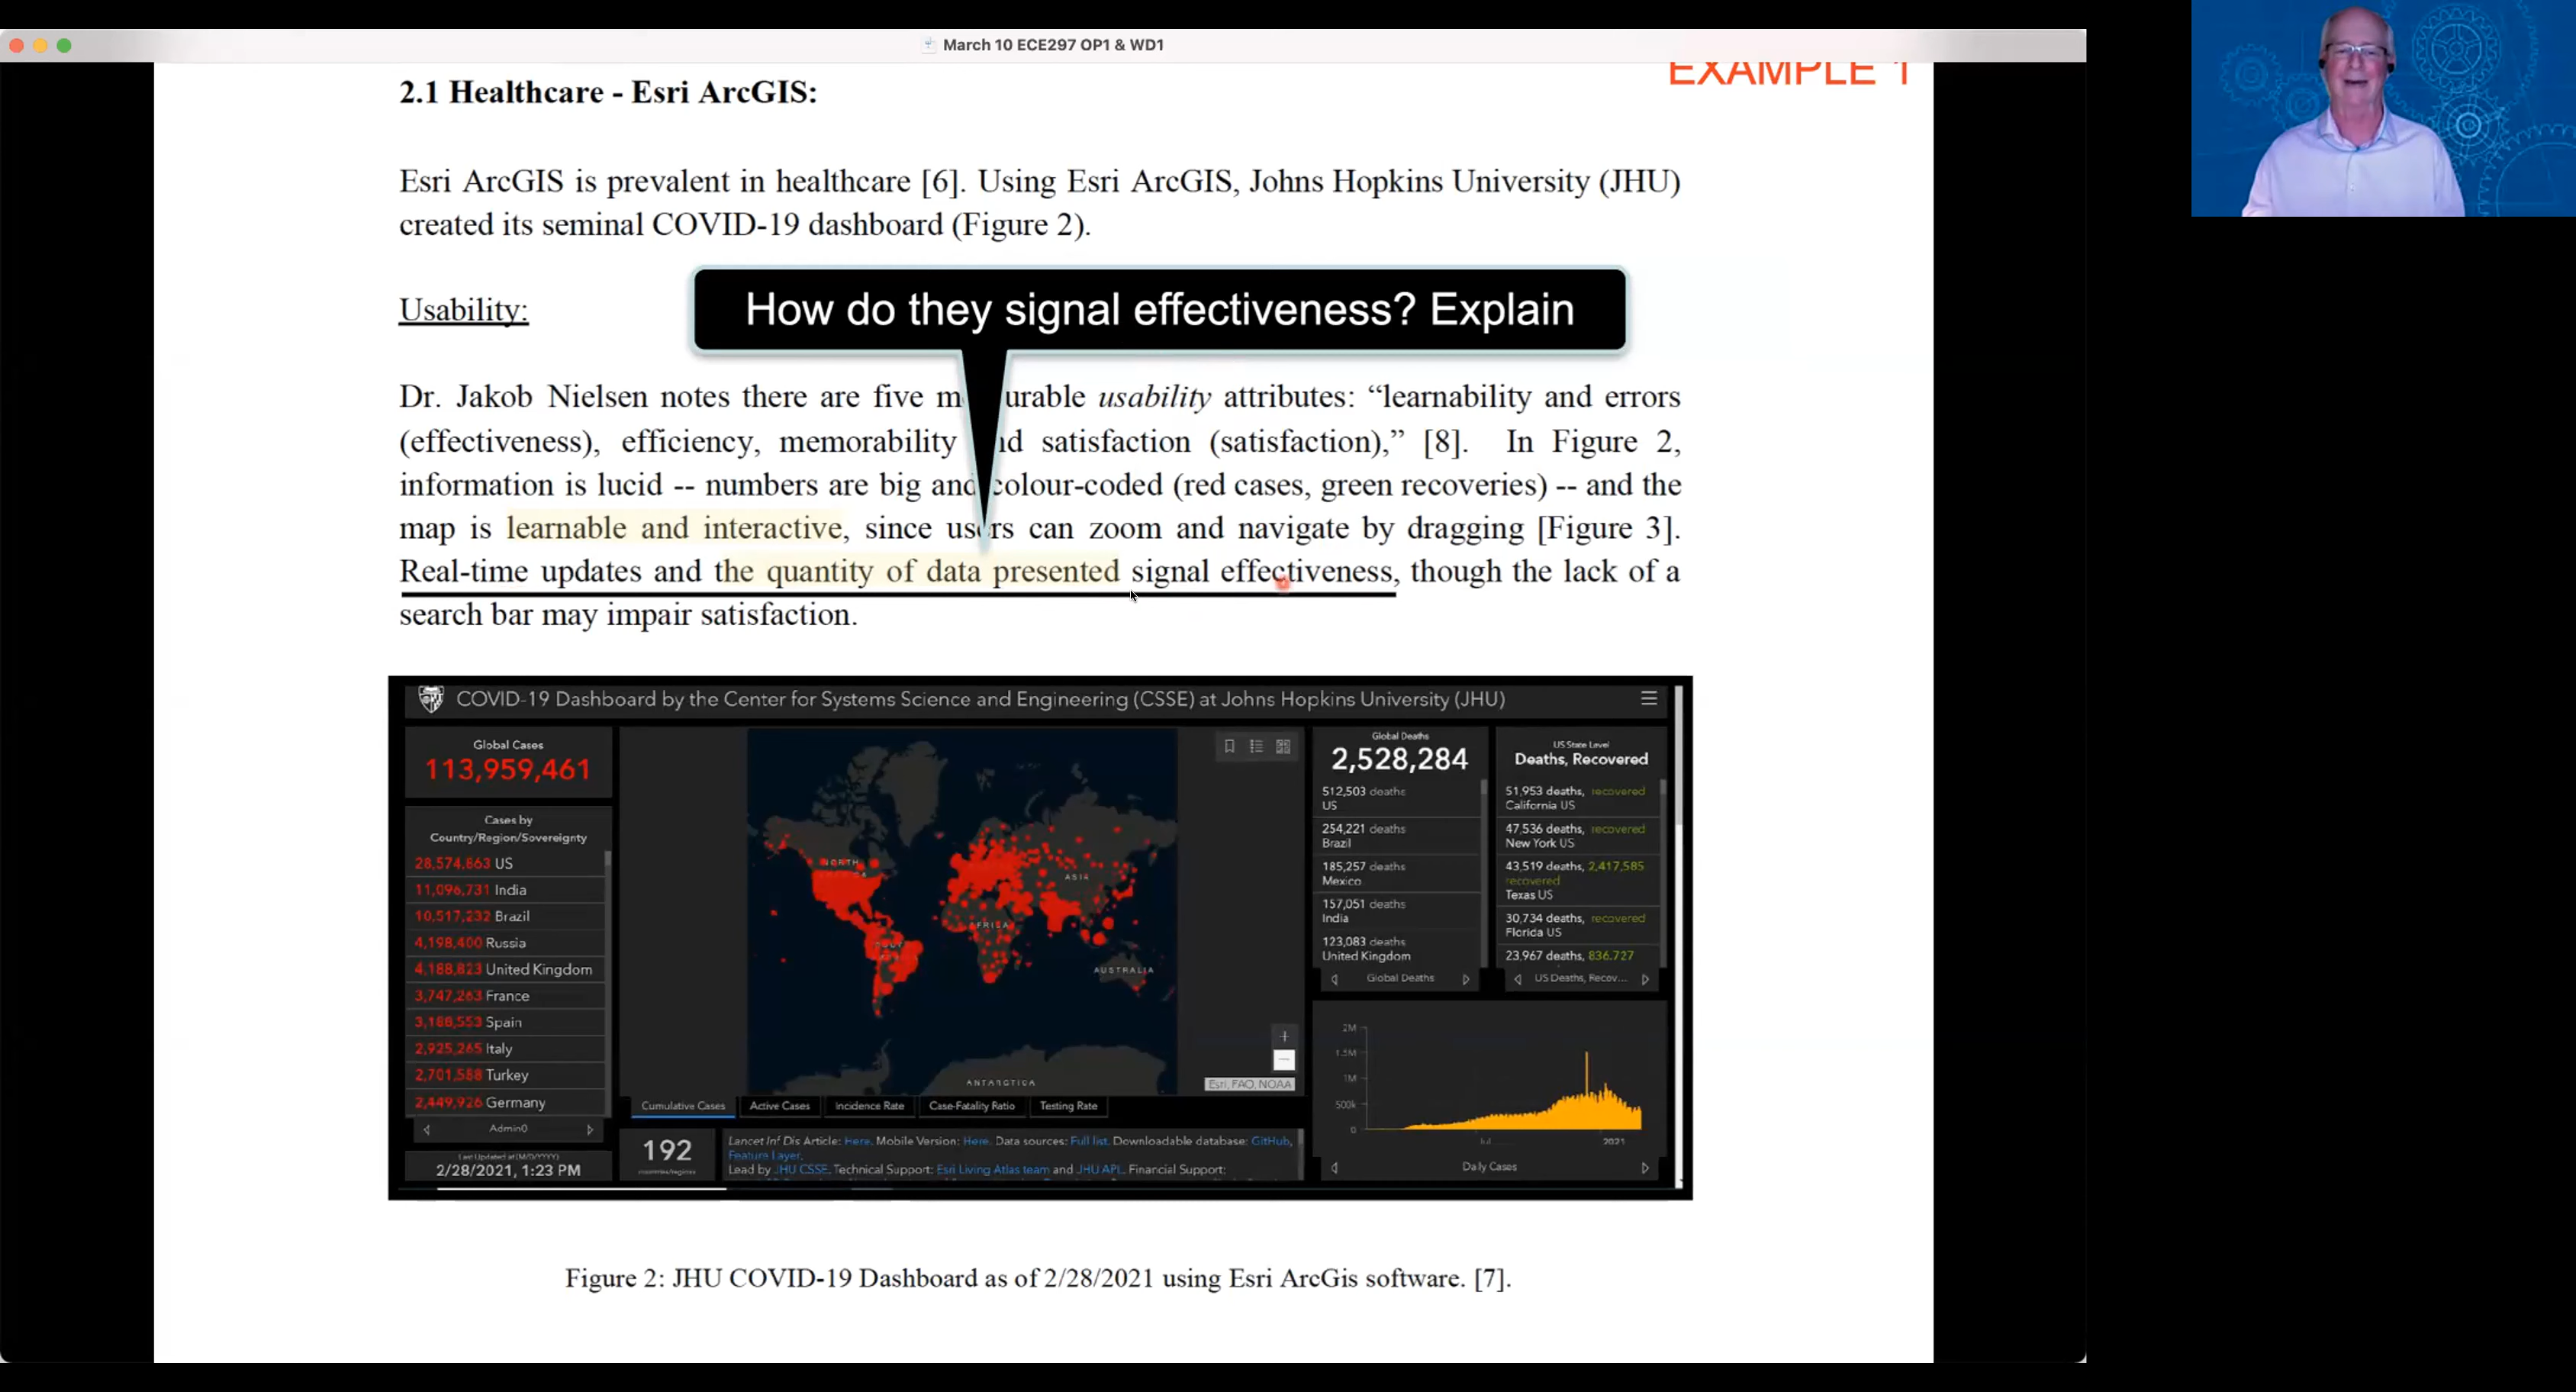 March 10 ECE297 OP1 & WD1
EXAMPLE 1
2.1 Healthcare - Esri ArcGIS:
Esri ArcGIS is prevalent in healthcare [6]. Using Esri ArcGIS, Johns Hopkins University (JHU)
created its seminal COVID-19 dashboard (Figure 2).
How do they signal effectiveness? Explain
Usability:
Dr. Jakob Nielsen notes there are five m urable usability attributes: “learnability and errors
(effectiveness), efficiency, memorability nd satisfaction (satisfaction),” [8]. In Figure 2,
information is lucid -- numbers are big and colour-coded (red cases, green recoveries) -- and the
map is learnable and interactive, since users can zoom and navigate by dragging [Figure 3].
Real-time updates and the quantity of data presented signal effectiveness, though the lack of a
search bar may impair satisfaction.
COVID-19 Dashboard by the Center for Systems Science and Engineering (CSSE) at Johns Hopkins University (JHU)
Global Cases
113,959,461
Cases by
Country/Region/Sovereignty
28,574,863 US
11,096,731 India
10,517,232 Brazil
4,198,400 Russia
4,188,823 United Kingdom
3,747,263 France
3,188,553 Spain
2,925,265 Italy
2,701,588 Turkey
2,449,926 Germany
Admin0
Last Updated at (M/D/YYYY)
2/28/2021, 1:23 PM
NORTH
AFRICA
ASIA
AUSTRALIA
ANTARCTICA
Esri, FAO, NOAA
Cumulative Cases
Active Cases
Incidence Rate
Case-Fatality Ratio
Testing Rate
192
countries/regions
Lancet Inf Dis Article: Here. Mobile Version: Here. Data sources: Full list. Downloadable database: GitHub,
Feature Layer.
Lead by JHU CSSE. Technical Support: Esri Living Atlas team and JHU APL. Financial Support:
Global Deaths
2,528,284
512,503 deaths
US
254,221 deaths
Brazil
185,257 deaths
Mexico
157,051 deaths
India
123,083 deaths
United Kingdom
Global Deaths
US State Level
Deaths, Recovered
51,953 deaths, recovered
California US
47,536 deaths, recovered
New York US
43,519 deaths, 2,417,585
recovered
Texas US
30,734 deaths, recovered
Florida US
23,967 deaths, 836,727
US Deaths, Recov...
2M
1.5M
1M
500k
0
Jul
2021
Daily Cases
Figure 2: JHU COVID-19 Dashboard as of 2/28/2021 using Esri ArcGis software. [7].